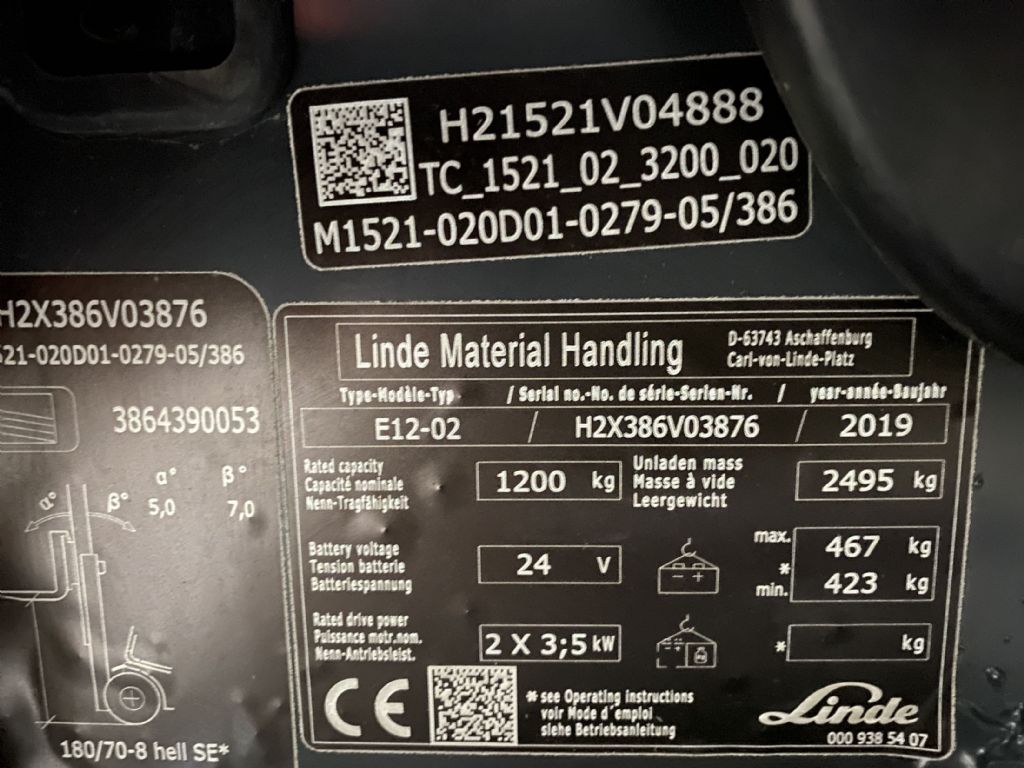 H21521V04888
TC_1521_02_3200_020
M1521-020D01-0279-05/386
H2X386V03876
521-020D01-0279-05/386
3864390053
α° β°
5,0 7,0
α° β°
180/70-8 hell SE*
Linde Material Handling
D-63743 Aschaffenburg
Carl-von-Linde-Platz
Type-Modèle-Typ / Serial no.-No. de série-Serien-Nr. / year-année-Baujahr
E12-02 / H2X386V03876 / 2019
Rated capacity
Capacité nominale
Nenn-Tragfähigkeit
1200 kg
Unladen mass
Masse à vide
Leergewicht
2495 kg
Battery voltage
Tension batterie
Batteriespannung
24 V
max. 467 kg
*
min. 423 kg
Rated drive power
Puissance motr.nom.
Nenn-Antriebsleist.
2 X 3;5 kW
* kg
CE
* see Operating instructions
voir Mode d'emploi
siehe Betriebsanleitung
Linde
000 938 54 07